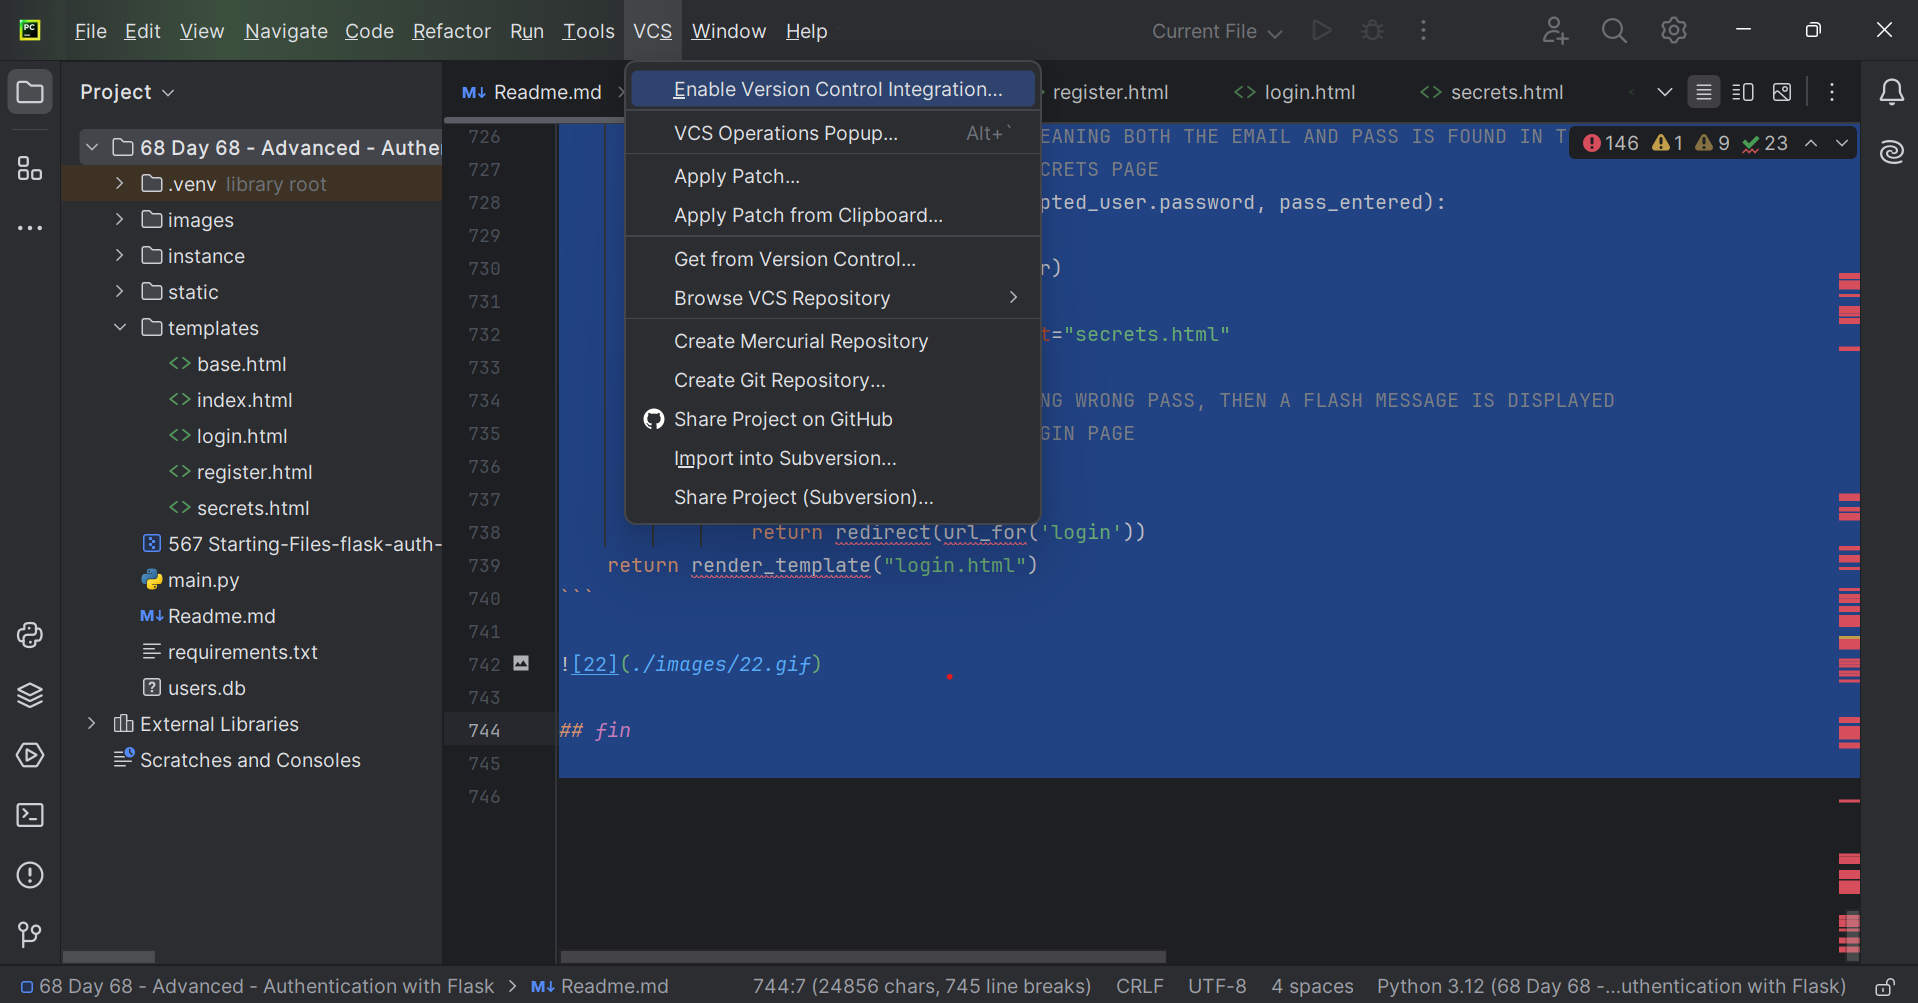 PC
File Edit View Navigate Code Refactor Run Tools VCS Window Help
Current File
Project
Readme.md
register.html
login.html
secrets.html
Enable Version Control Integration...
VCS Operations Popup... Alt+`
Apply Patch...
Apply Patch from Clipboard...
Get from Version Control...
Browse VCS Repository
Create Mercurial Repository
Create Git Repository...
Share Project on GitHub
Import into Subversion...
Share Project (Subversion)...
68 Day 68 - Advanced - Authe
.venv library root
images
instance
static
templates
base.html
index.html
login.html
register.html
secrets.html
567 Starting-Files-flask-auth-
main.py
M↓ Readme.md
requirements.txt
users.db
External Libraries
Scratches and Consoles
146 1 9 23
726 EANING BOTH THE EMAIL AND PASS IS FOUND IN T
727 CRETS PAGE
728 pted_user.password, pass_entered):
729
730 r)
731
732 t="secrets.html"
733
734 NG WRONG PASS, THEN A FLASH MESSAGE IS DISPLAYED
735 GIN PAGE
736
737
738 return redirect(url_for('login'))
739 return render_template("login.html")
740 ```
741
742 ![22](./images/22.gif)
743
744 ## fin
745
746
68 Day 68 - Advanced - Authentication with Flask > M↓ Readme.md
744:7 (24856 chars, 745 line breaks) CRLF UTF-8 4 spaces Python 3.12 (68 Day 68 -...uthentication with Flask)